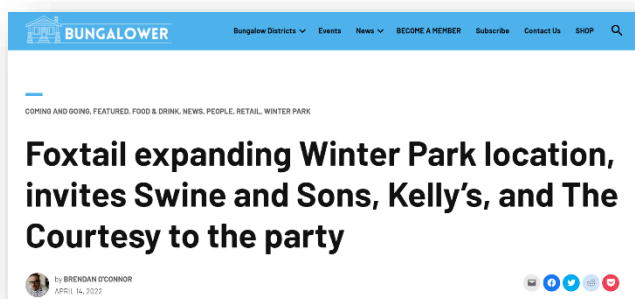 BUNGALOWER
Bungalow Districts Events News BECOME A MEMBER Subscribe Contact Us SHOP
COMING AND GOING, FEATURED, FOOD & DRINK, NEWS, PEOPLE, RETAIL, WINTER PARK
Foxtail expanding Winter Park location,
invites Swine and Sons, Kelly's, and The
Courtesy to the party
by BRENDAN O'CONNOR
APRIL 14, 2022